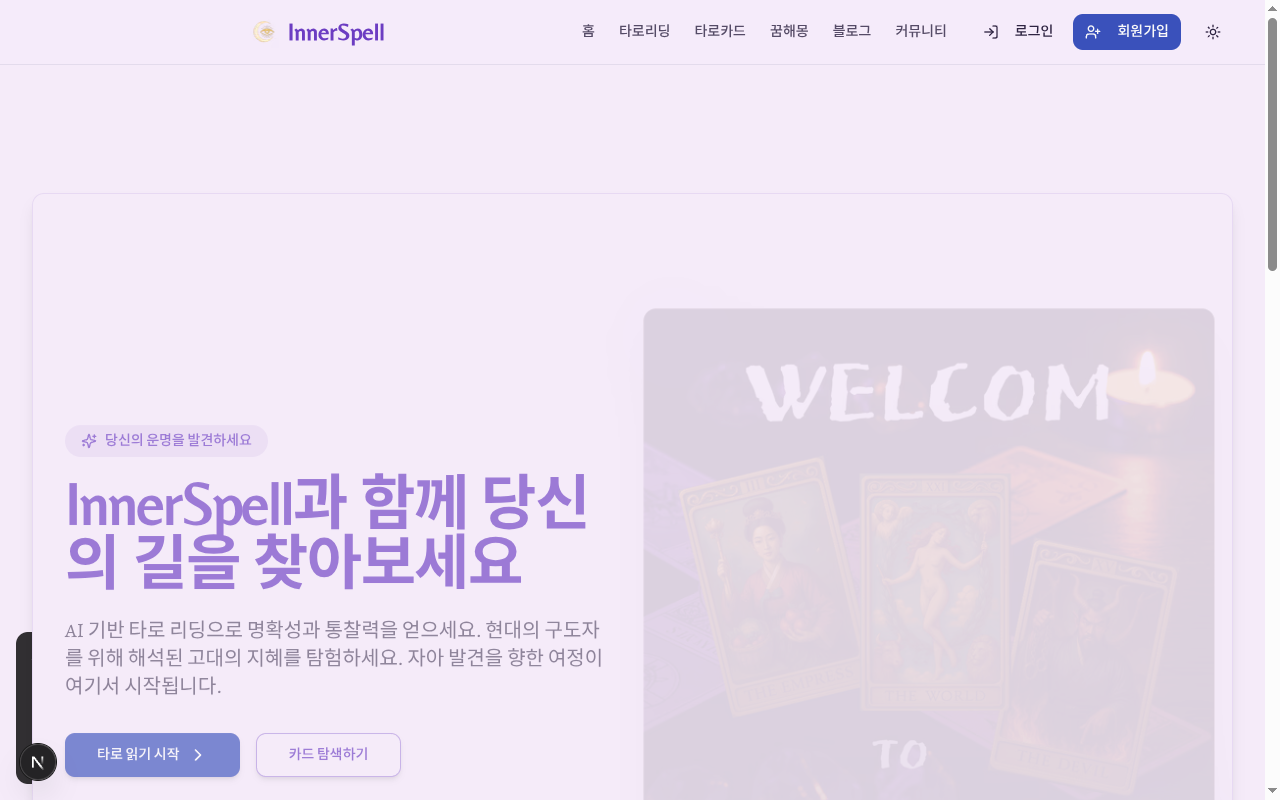 InnerSpell
홈
타로리딩
타로카드
꿈해몽
블로그
커뮤니티
로그인
회원가입
당신의 운명을 발견하세요
InnerSpell과 함께 당신
의 길을 찾아보세요
AI 기반 타로 리딩으로 명확성과 통찰력을 얻으세요. 현대의 구도자
를 위해 해석된 고대의 지혜를 탐험하세요. 자아 발견을 향한 여정이
여기서 시작됩니다.
타로 읽기 시작
카드 탐색하기
WELCOM
TO
N